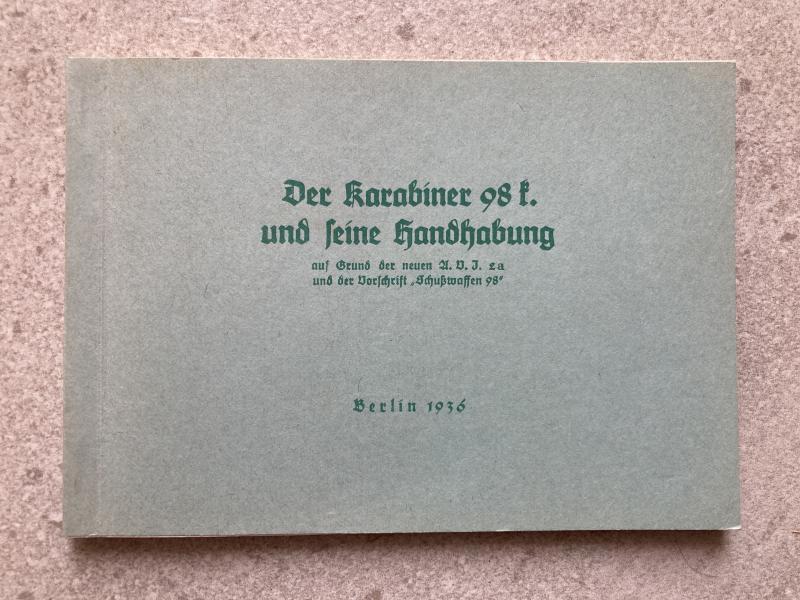 Der Karabiner 98 k.
und seine Handhabung
auf Grund der neuen A. V. J. 2a
und der Vorschrift „Schußwaffen 98“
Berlin 1936